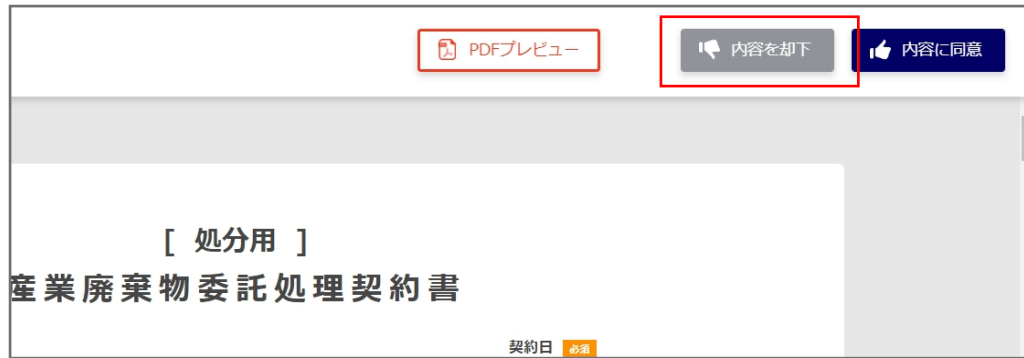 PDFプレビュー 内容を却下 内容に同意
[ 処分用 ]
産業廃棄物委託処理契約書
契約日 必須